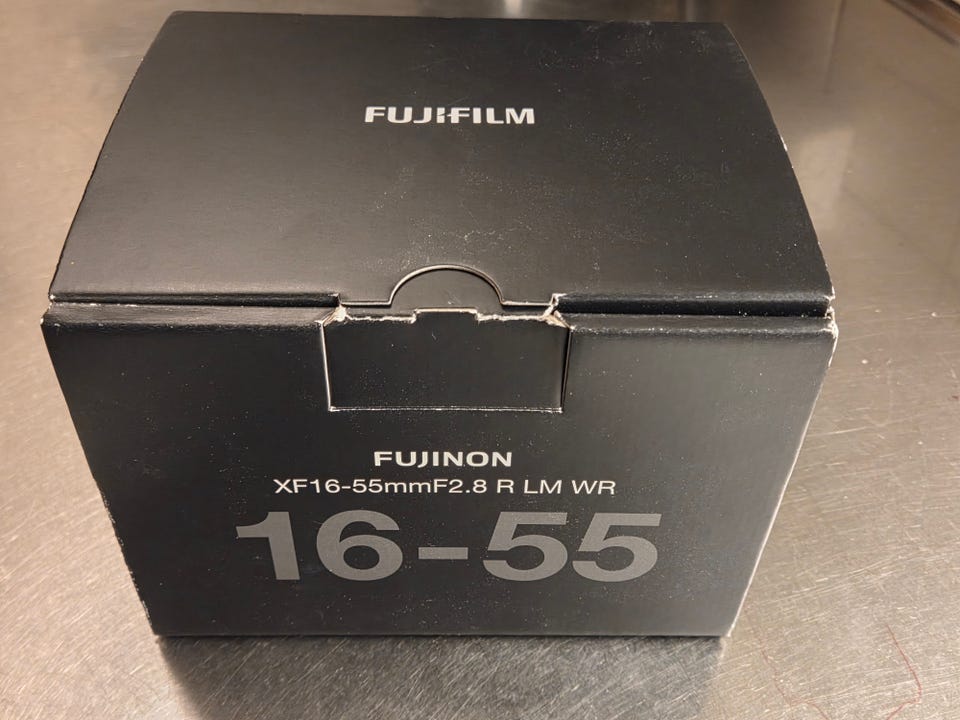 FUJIFILM
FUJINON
XF16-55mmF2.8 R LM WR
16-55